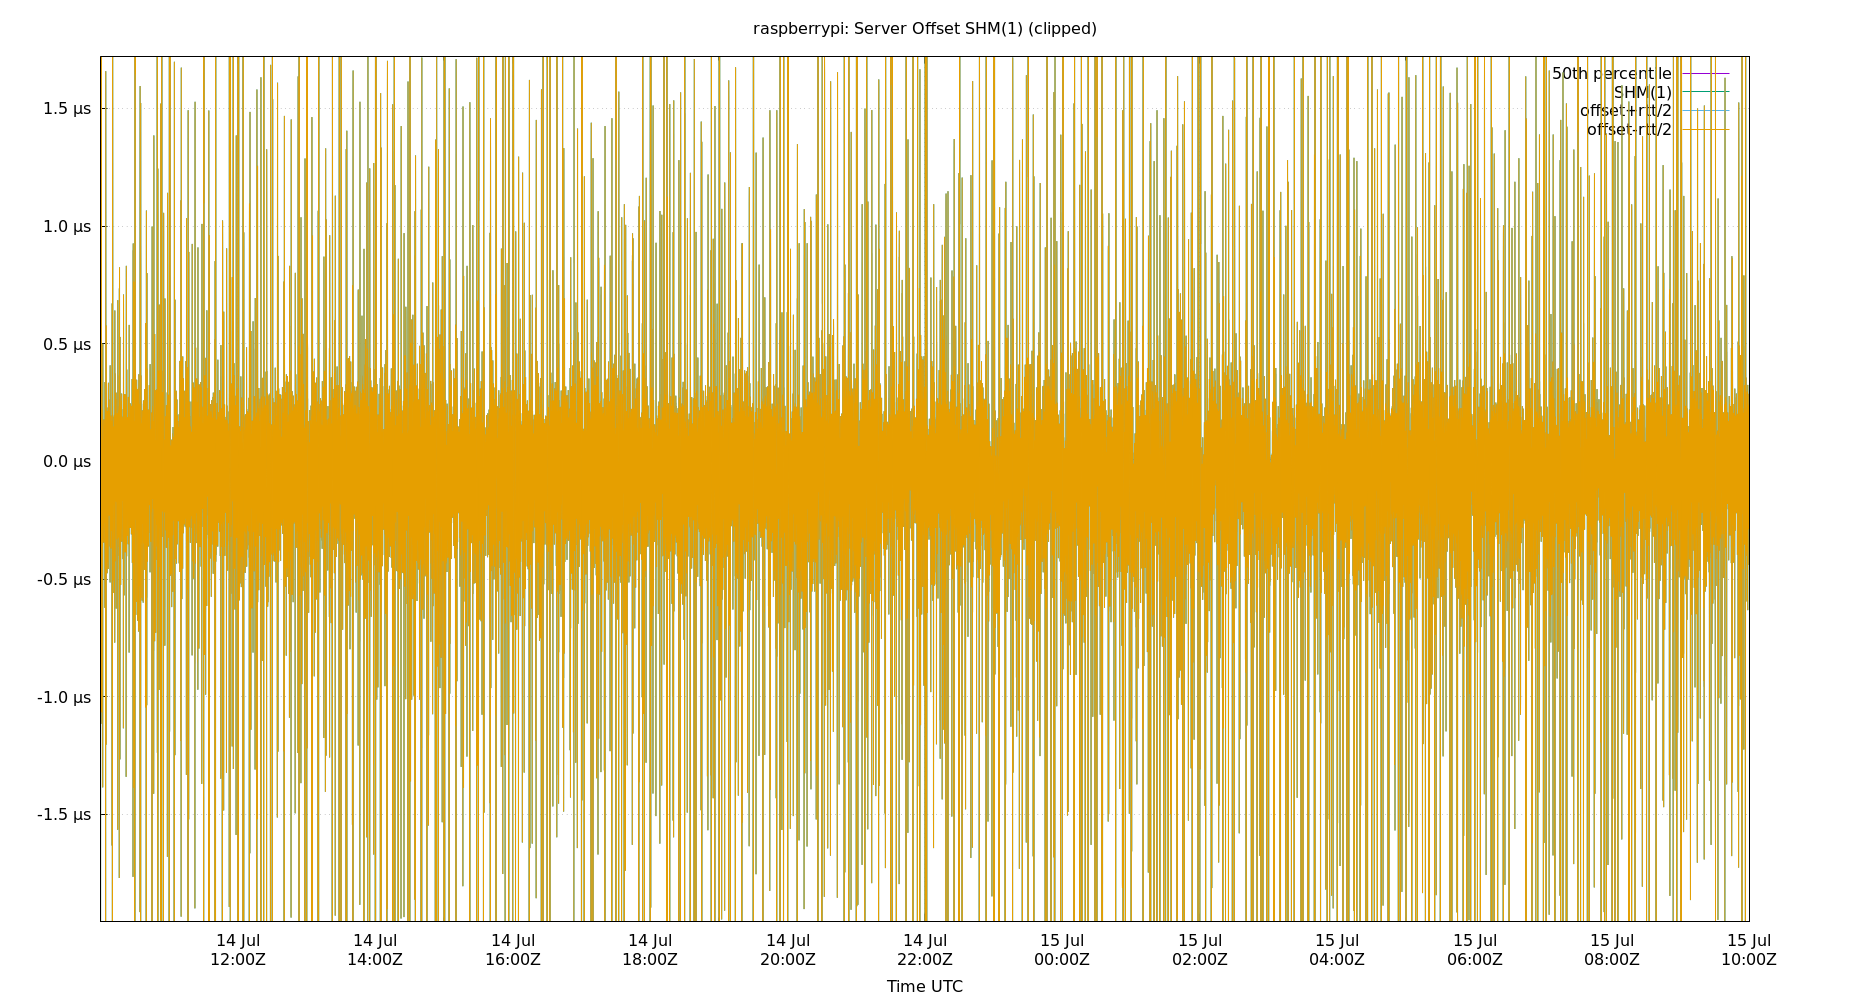 raspberrypi: Server Offset SHM(1) (clipped)
50th percentile
SHM(1)
offset+rtt/2
offset-rtt/2
1.5 µs
1.0 µs
0.5 µs
0.0 µs
-0.5 µs
-1.0 µs
-1.5 µs
14 Jul 14 Jul 14 Jul 14 Jul 14 Jul 14 Jul 15 Jul 15 Jul 15 Jul 15 Jul 15 Jul 15 Jul
12:00Z 14:00Z 16:00Z 18:00Z 20:00Z 22:00Z 00:00Z 02:00Z 04:00Z 06:00Z 08:00Z 10:00Z
Time UTC